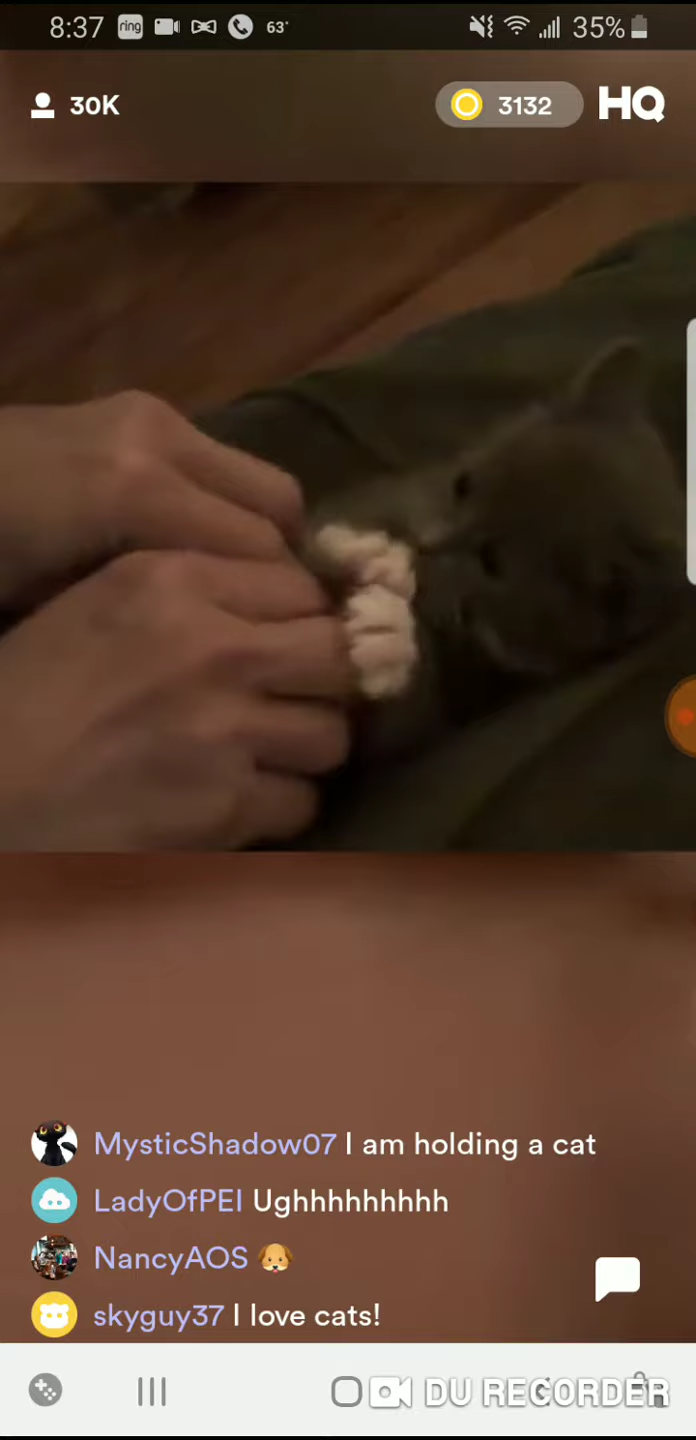 8:37 ring 63° 35%
30K 3132 HQ
MysticShadow07 I am holding a cat
LadyOfPEI Ughhhhhhhhh
NancyAOS 🐶
skyguy37 I love cats!
DU RECORDER